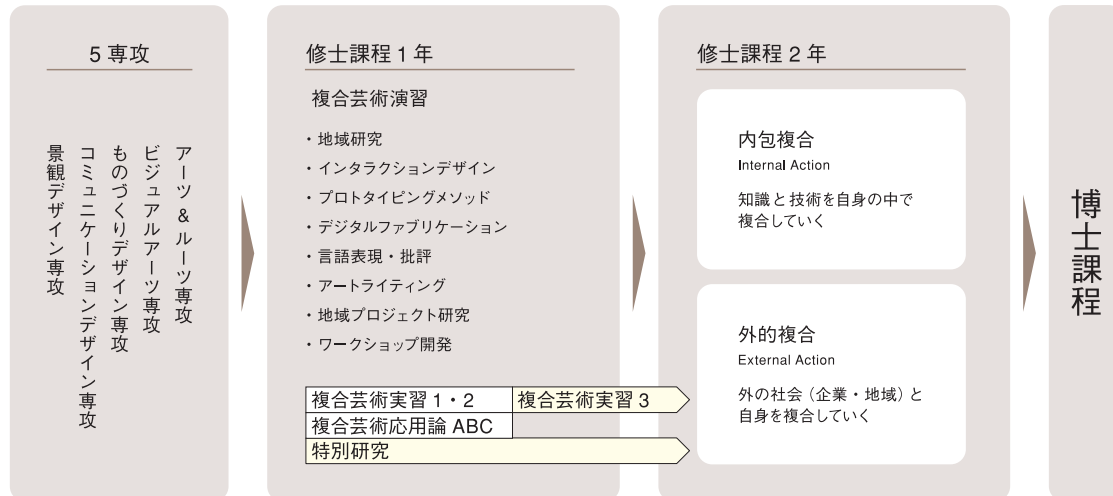 5 専攻
アーツ & ルーツ専攻
ビジュアルアーツ専攻
ものづくりデザイン専攻
コミュニケーションデザイン専攻
景観デザイン専攻
修士課程 1 年
複合芸術演習
・地域研究
・インタラクションデザイン
・プロトタイピングメソッド
・デジタルファブリケーション
・言語表現・批評
・アートライティング
・地域プロジェクト研究
・ワークショップ開発
複合芸術実習 1・2
複合芸術実習 3
複合芸術応用論 ABC
特別研究
修士課程 2 年
内包複合
Internal Action
知識と技術を自身の中で
複合していく
外的複合
External Action
外の社会（企業・地域）と
自身を複合していく
博士課程